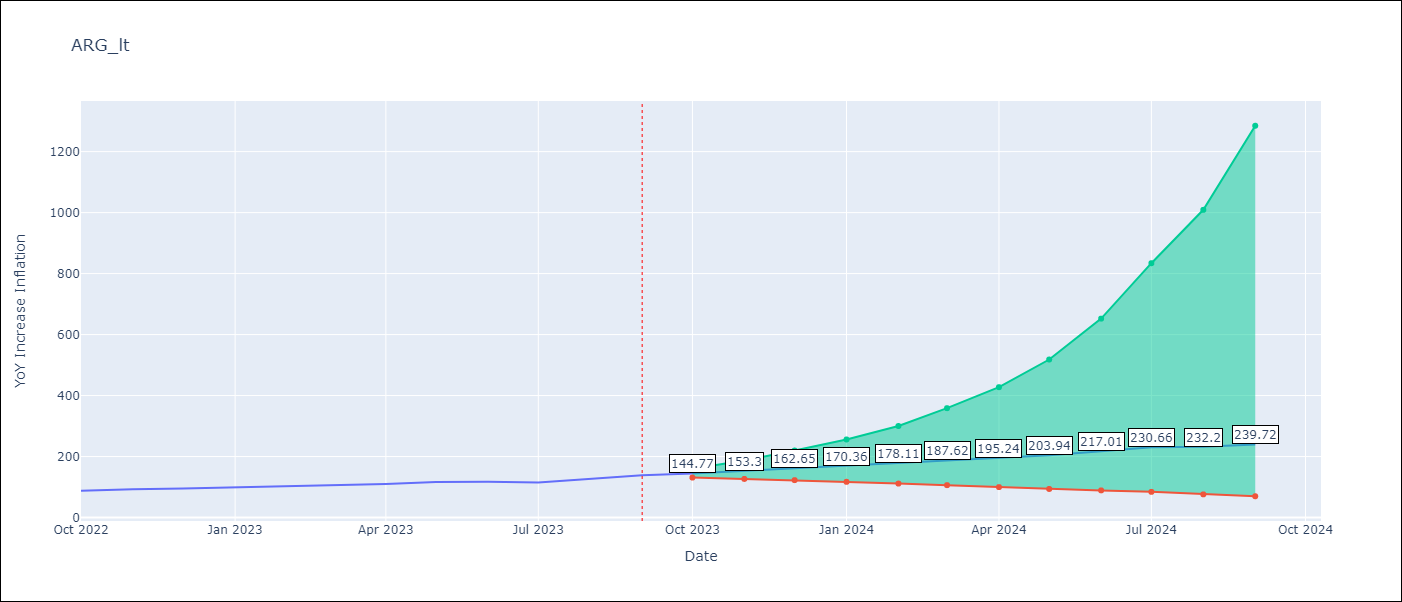 ARG_lt
1200
1000
800
600
400
200
0
YoY Increase Inflation
144.77
153.3
162.65
170.36
178.11
187.62
195.24
203.94
217.01
230.66
232.2
239.72
Oct 2022
Jan 2023
Apr 2023
Jul 2023
Oct 2023
Jan 2024
Apr 2024
Jul 2024
Oct 2024
Date